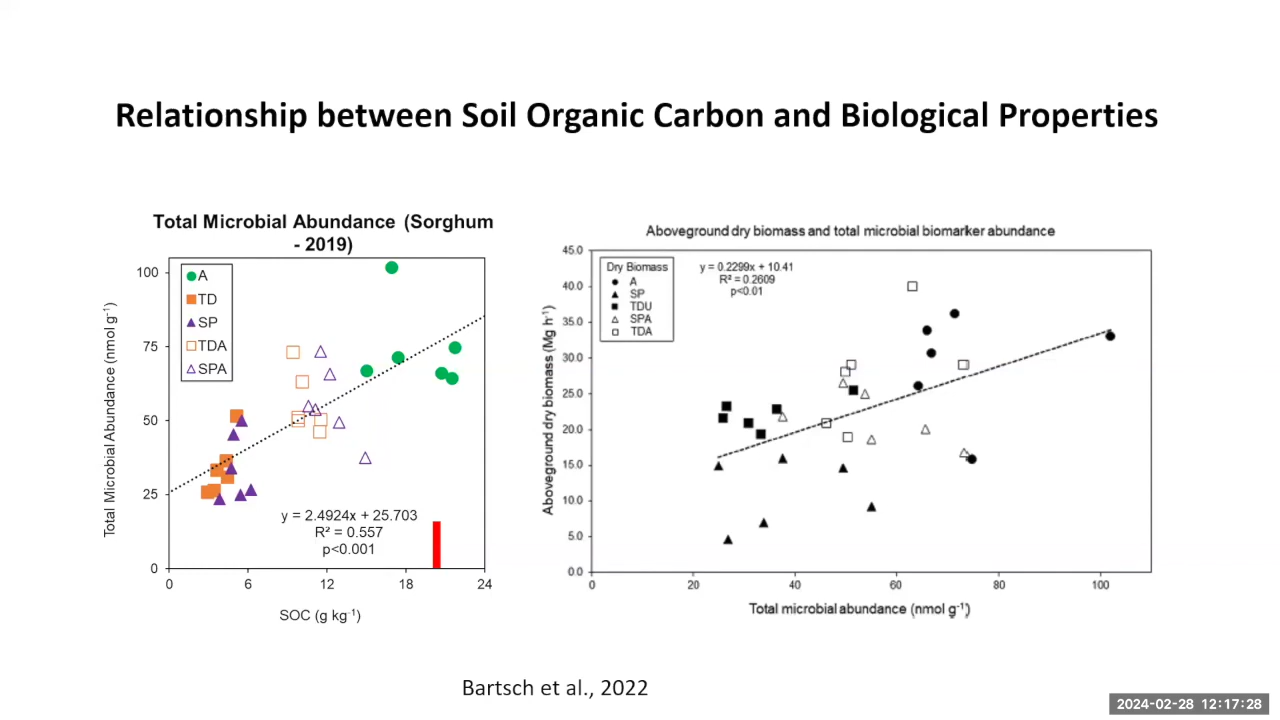 Relationship between Soil Organic Carbon and Biological Properties
Total Microbial Abundance (Sorghum
- 2019)
Total Microbial Abundance (nmol g⁻¹)
100
75
50
25
0
A
TD
SP
TDA
SPA
y = 2.4924x + 25.703
R² = 0.557
p<0.001
0 6 12 18 24
SOC (g kg⁻¹)
Aboveground dry biomass and total microbial biomarker abundance
Aboveground dry biomass (Mg h⁻¹)
45.0
40.0
35.0
30.0
25.0
20.0
15.0
10.0
5.0
0.0
Dry Biomass
A
SP
TDU
SPA
TDA
y = 0.2299x + 10.41
R² = 0.2609
p<0.01
0 20 40 60 80 100
Total microbial abundance (nmol g⁻¹)
Bartsch et al., 2022
2024-02-28 12:17:28